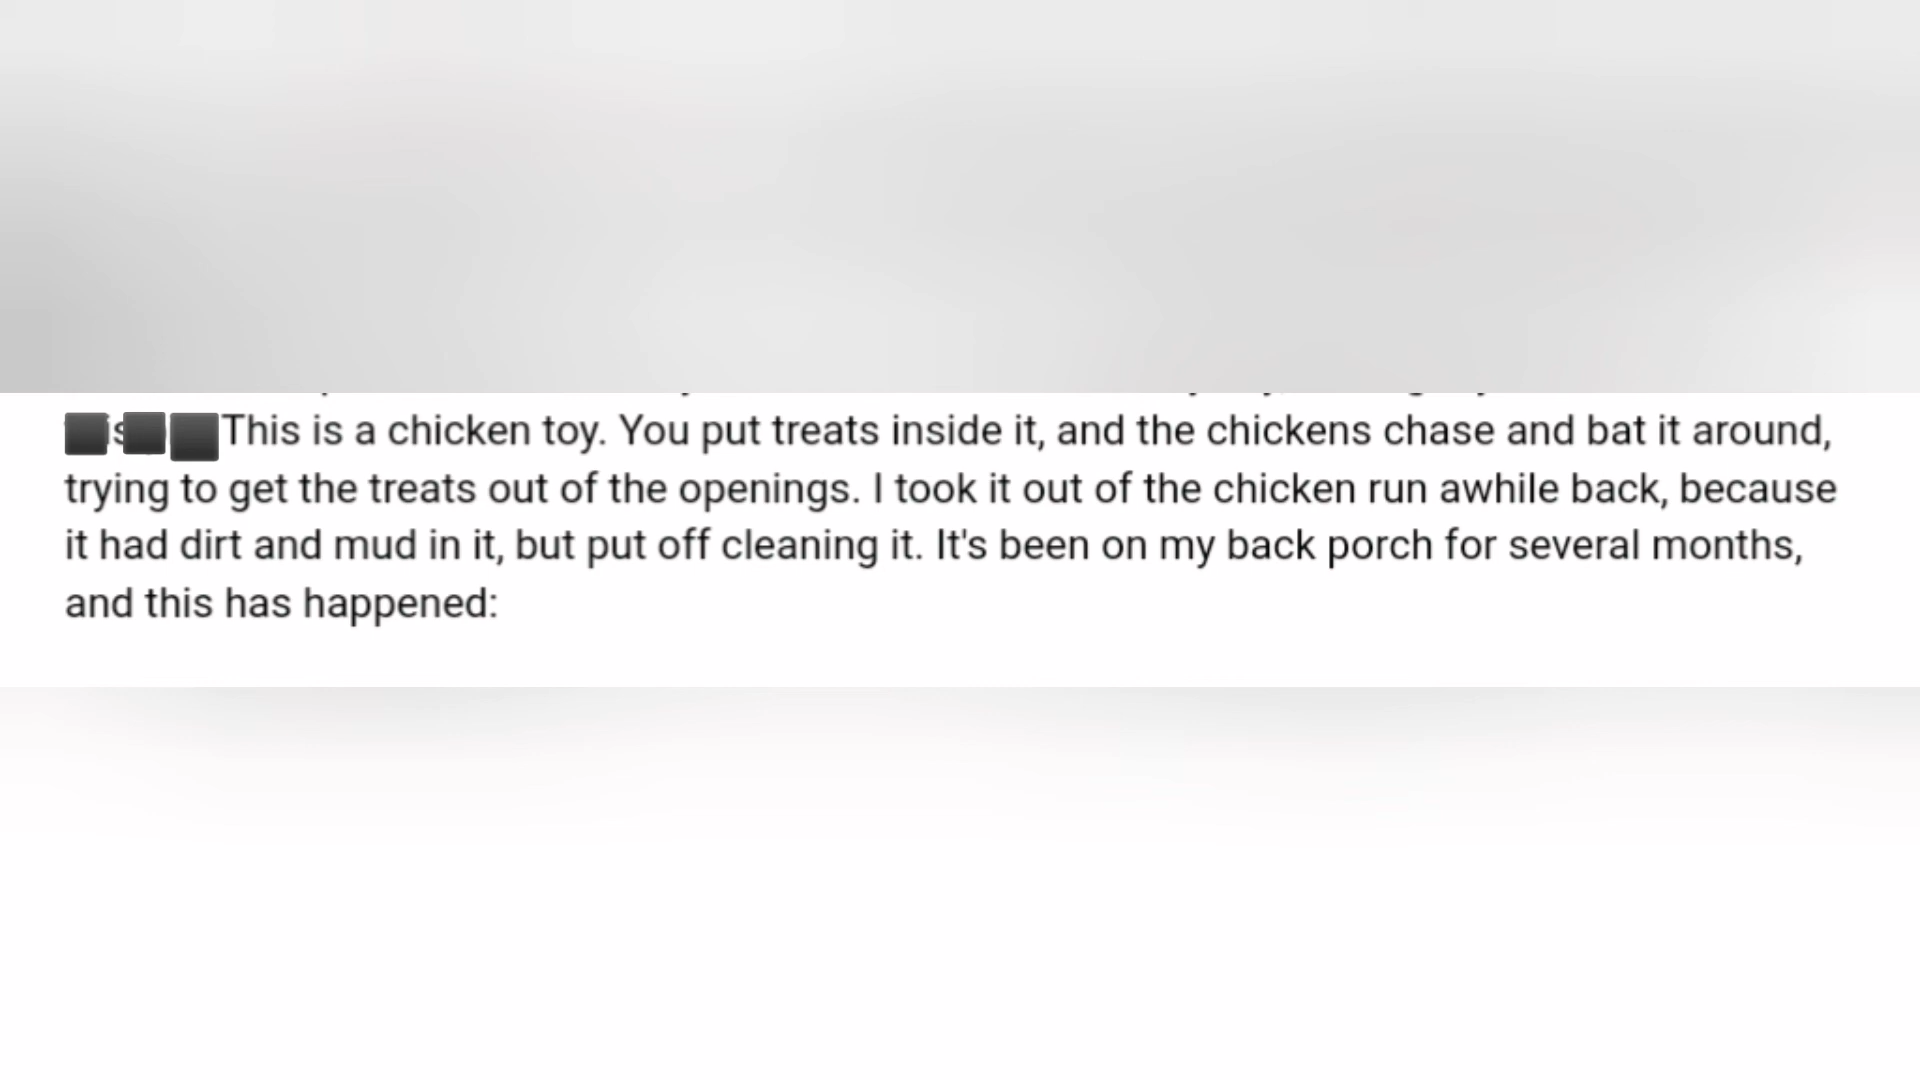 This is a chicken toy. You put treats inside it, and the chickens chase and bat it around,
trying to get the treats out of the openings. I took it out of the chicken run awhile back, because
it had dirt and mud in it, but put off cleaning it. It's been on my back porch for several months,
and this has happened: